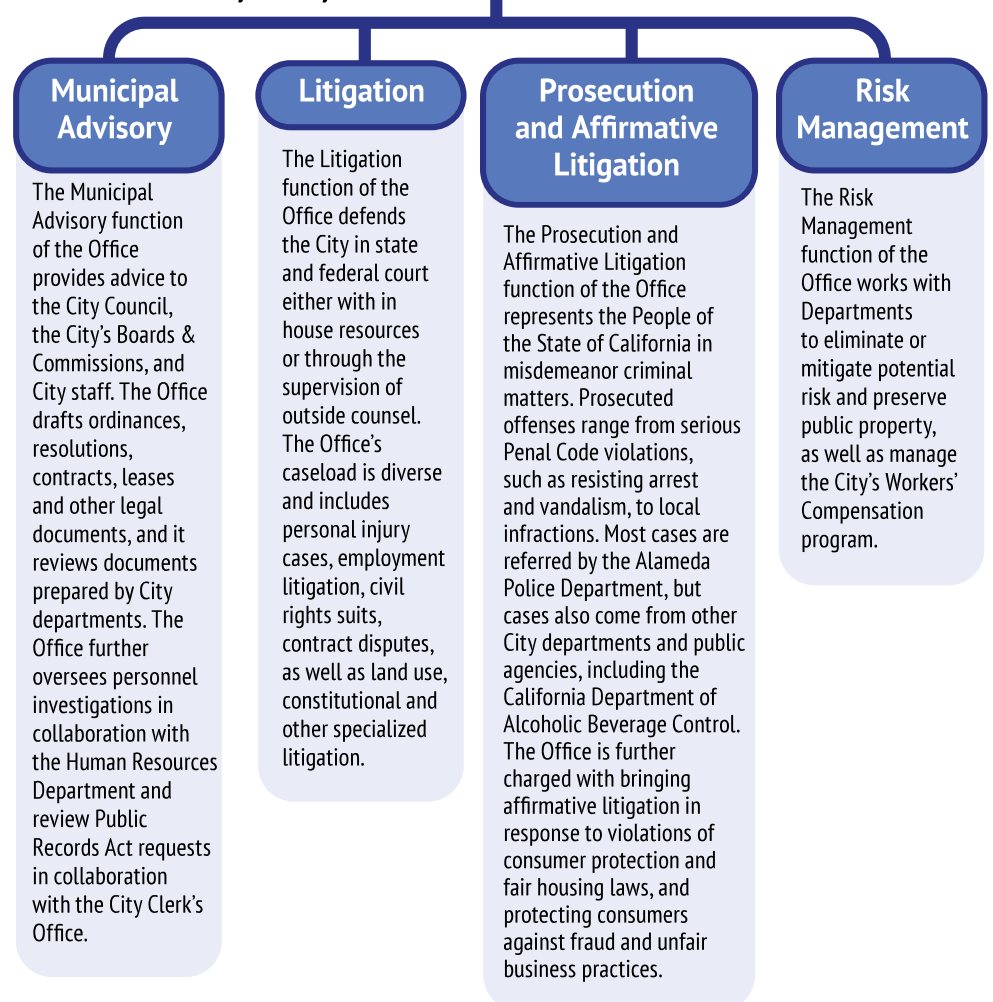 Municipal
Advisory
The Municipal
Advisory function
of the Office
provides advice to
the City Council,
the City’s Boards &
Commissions, and
City staff. The Office
drafts ordinances,
resolutions,
contracts, leases
and other legal
documents, and it
reviews documents
prepared by City
departments. The
Office further
oversees personnel
investigations in
collaboration with
the Human Resources
Department and
review Public
Records Act requests
in collaboration
with the City Clerk’s
Office.
Litigation
The Litigation
function of the
Office defends
the City in state
and federal court
either with in
house resources
or through the
supervision of
outside counsel.
The Office’s
caseload is diverse
and includes
personal injury
cases, employment
litigation, civil
rights suits,
contract disputes,
as well as land use,
constitutional and
other specialized
litigation.
Prosecution
and Affirmative
Litigation
The Prosecution and
Affirmative Litigation
function of the Office
represents the People of
the State of California in
misdemeanor criminal
matters. Prosecuted
offenses range from serious
Penal Code violations,
such as resisting arrest
and vandalism, to local
infractions. Most cases are
referred by the Alameda
Police Department, but
cases also come from other
City departments and public
agencies, including the
California Department of
Alcoholic Beverage Control.
The Office is further
charged with bringing
affirmative litigation in
response to violations of
consumer protection and
fair housing laws, and
protecting consumers
against fraud and unfair
business practices.
Risk
Management
The Risk
Management
function of the
Office works with
Departments
to eliminate or
mitigate potential
risk and preserve
public property,
as well as manage
the City’s Workers’
Compensation
program.